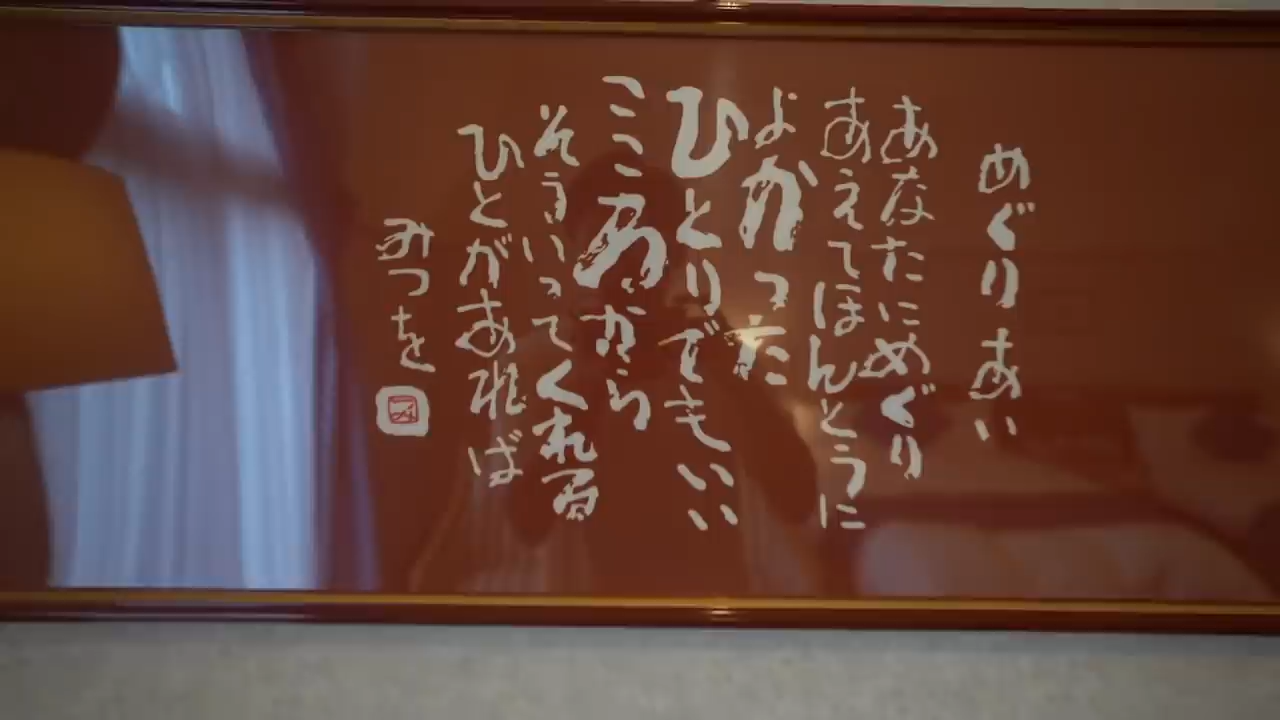 めぐりあい
あなたにめぐり
あえてほんとうに
よかった
ひとりでもいい
こころから
そういってくれる
ひとがあれば
みつを